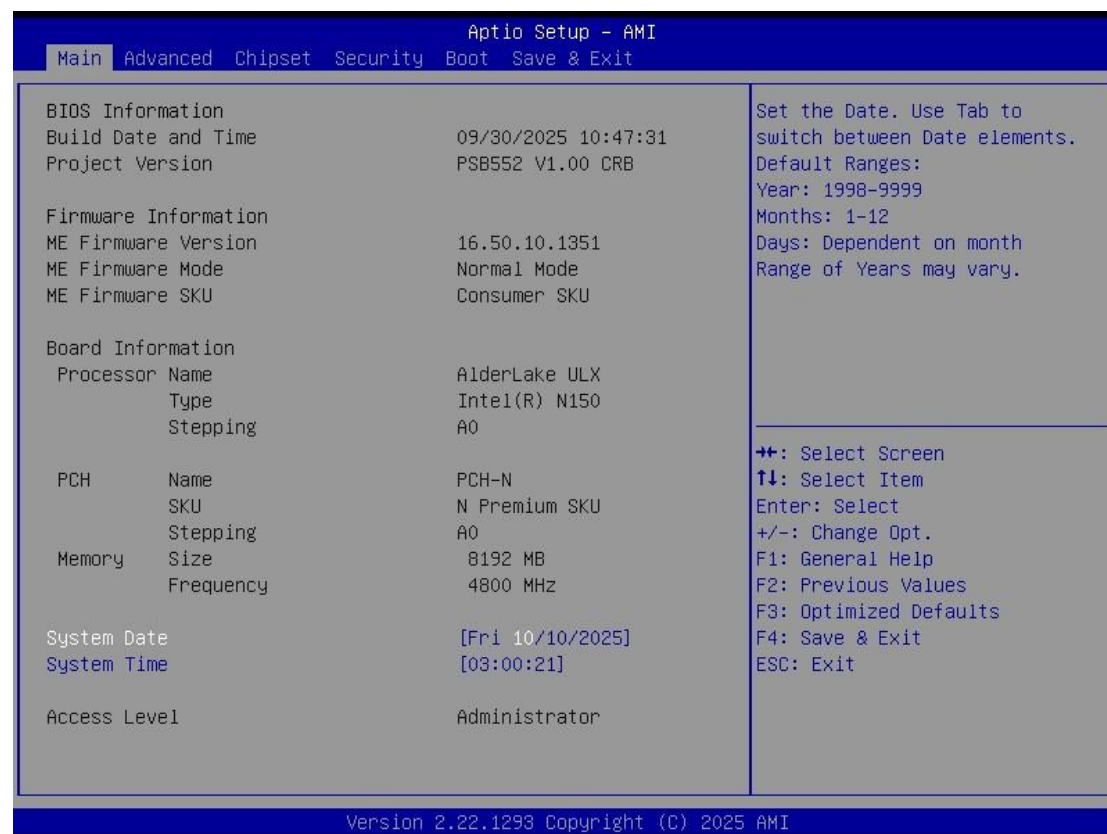 Aptio Setup – AMI
Main Advanced Chipset Security Boot Save & Exit
BIOS Information
Build Date and Time 09/30/2025 10:47:31
Project Version PSB552 V1.00 CRB
Firmware Information
ME Firmware Version 16.50.10.1351
ME Firmware Mode Normal Mode
ME Firmware SKU Consumer SKU
Board Information
Processor Name AlderLake ULX
Type Intel(R) N150
Stepping A0
PCH Name PCH-N
SKU N Premium SKU
Stepping A0
Memory Size 8192 MB
Frequency 4800 MHz
System Date [Fri 10/10/2025]
System Time [03:00:21]
Access Level Administrator
Set the Date. Use Tab to
switch between Date elements.
Default Ranges:
Year: 1998-9999
Months: 1-12
Days: Dependent on month
Range of Years may vary.
→←: Select Screen
↑↓: Select Item
Enter: Select
+/-: Change Opt.
F1: General Help
F2: Previous Values
F3: Optimized Defaults
F4: Save & Exit
ESC: Exit
Version 2.22.1293 Copyright (C) 2025 AMI